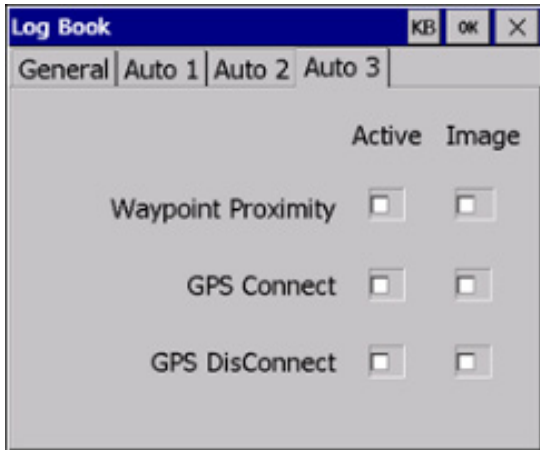 Log Book KB OK ×
General Auto 1 Auto 2 Auto 3
Active Image
Waypoint Proximity
GPS Connect
GPS DisConnect